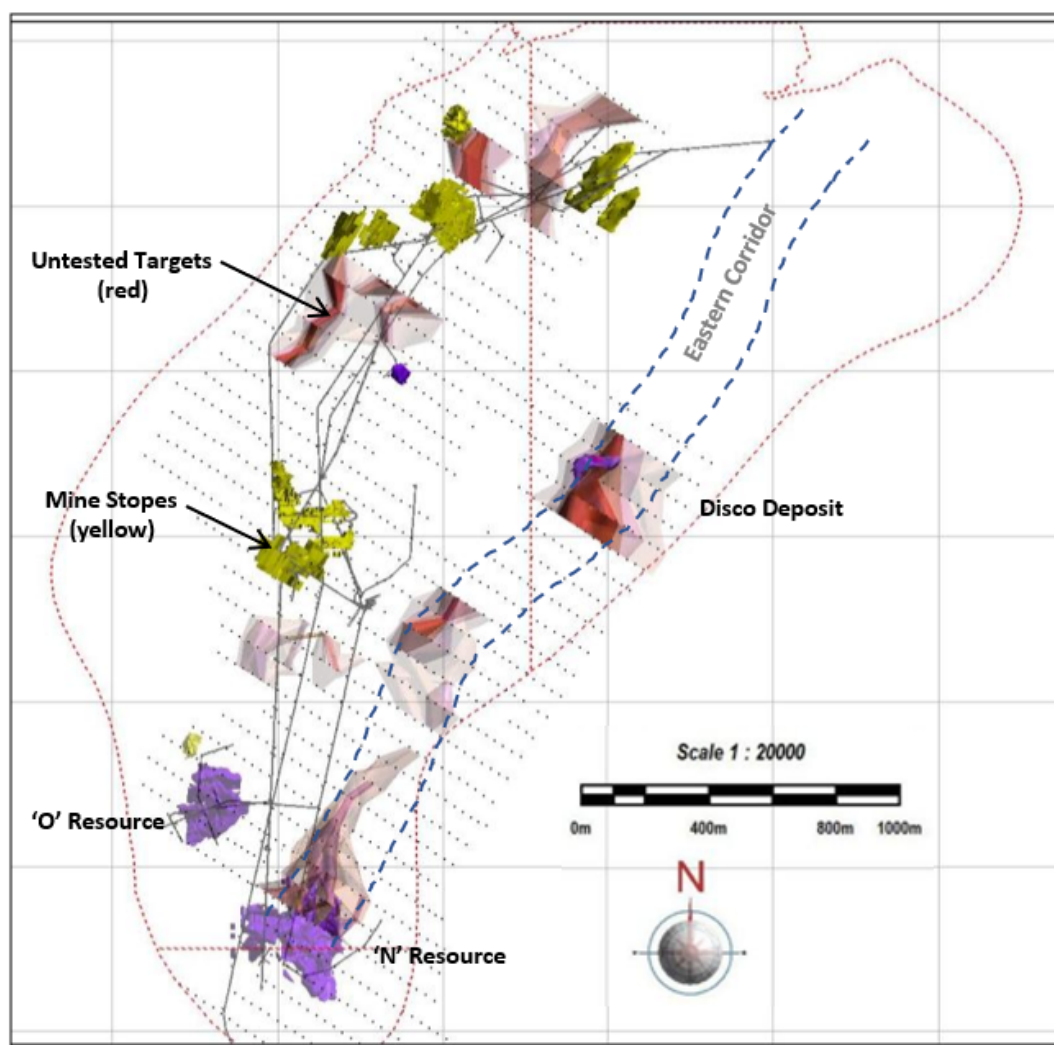 Untested Targets
(red)
Eastern Corridor
Mine Stopes
(yellow)
Disco Deposit
Scale 1 : 20000
0m 400m 800m 1000m
‘O’ Resource
N
‘N’ Resource